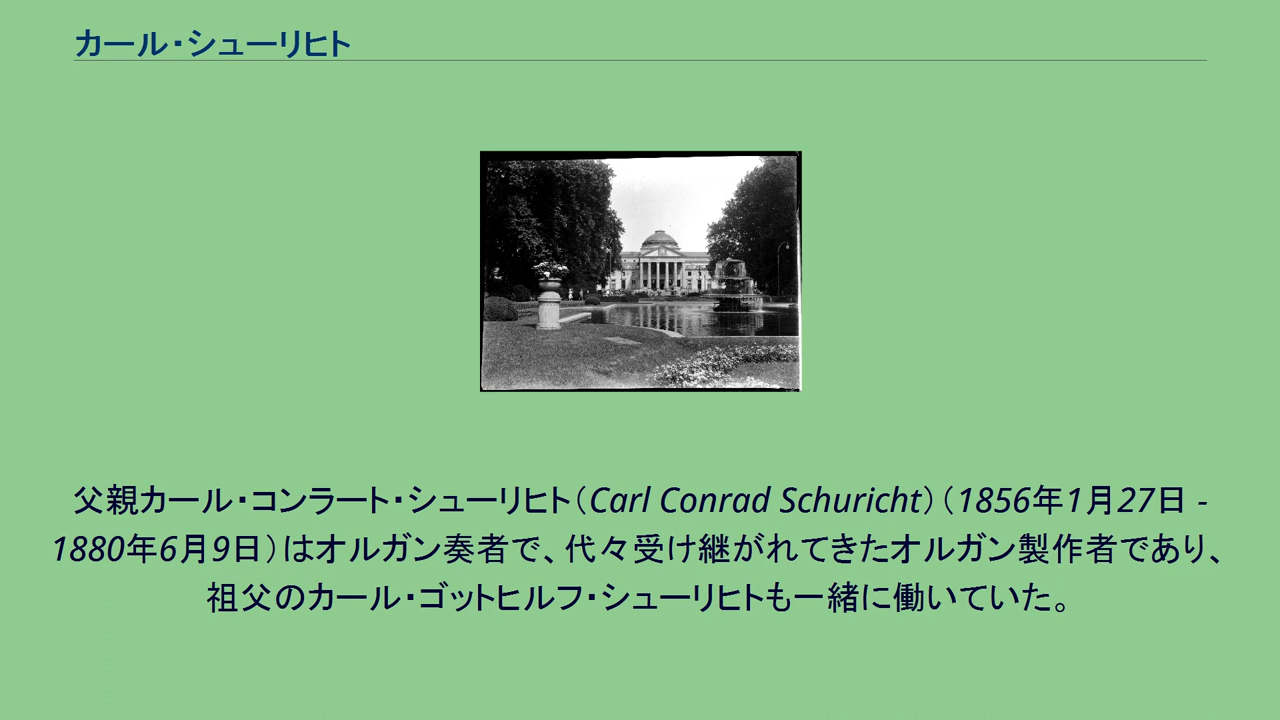 カール・シューリヒト
父親カール・コンラート・シューリヒト（Carl Conrad Schuricht）（1856年1月27日 -
1880年6月9日）はオルガン奏者で、代々受け継がれてきたオルガン製作者であり、
祖父のカール・ゴットヒルフ・シューリヒトも一緒に働いていた。